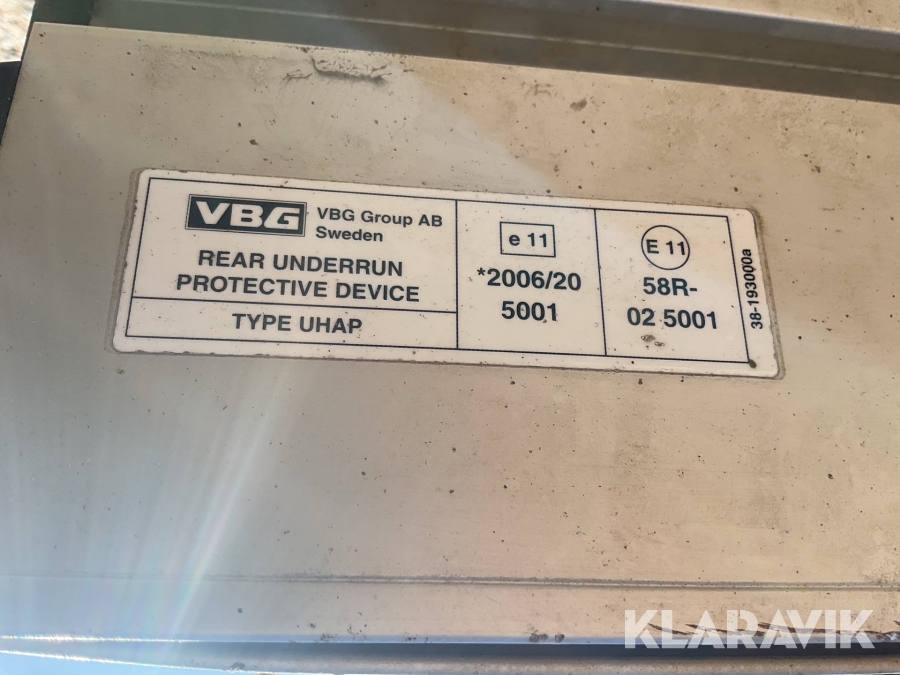 VBG
VBG Group AB
Sweden
REAR UNDERRUN
PROTECTIVE DEVICE
TYPE UHAP
e 11
*2006/20
5001
E 11
58R-
02 5001
38-193000a
KLARAVIK